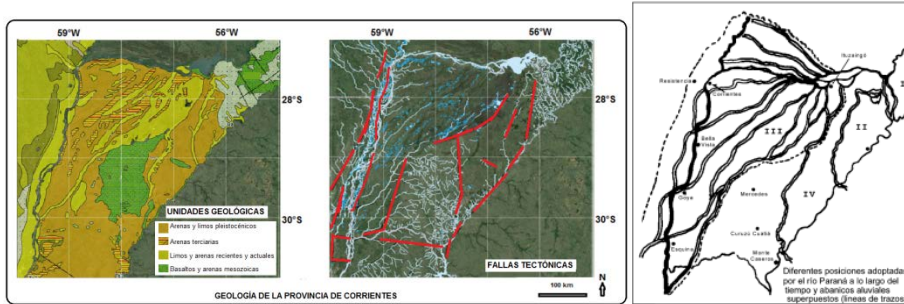 59°W
56°W
28°S
30°S
UNIDADES GEOLÓGICAS
Arenas y limos pleistocénicos
Arenas terciarias
Limos y arenas recientes y actuales
Basaltos y arenas mesozoicas
59°W
56°W
28°S
30°S
FALLAS TECTÓNICAS
GEOLOGÍA DE LA PROVINCIA DE CORRIENTES
100 km
N
Ituzaingó
Resistencia
Corrientes
I
II
Bella
Vista
III
IV
Goya
Mercedes
Curuzú Cuatiá
Esquina
Monte
Caseros
Diferentes posiciones adoptada
por el río Paraná a lo largo del
tiempo y abanicos aluviales
superpuestos (líneas de trazos